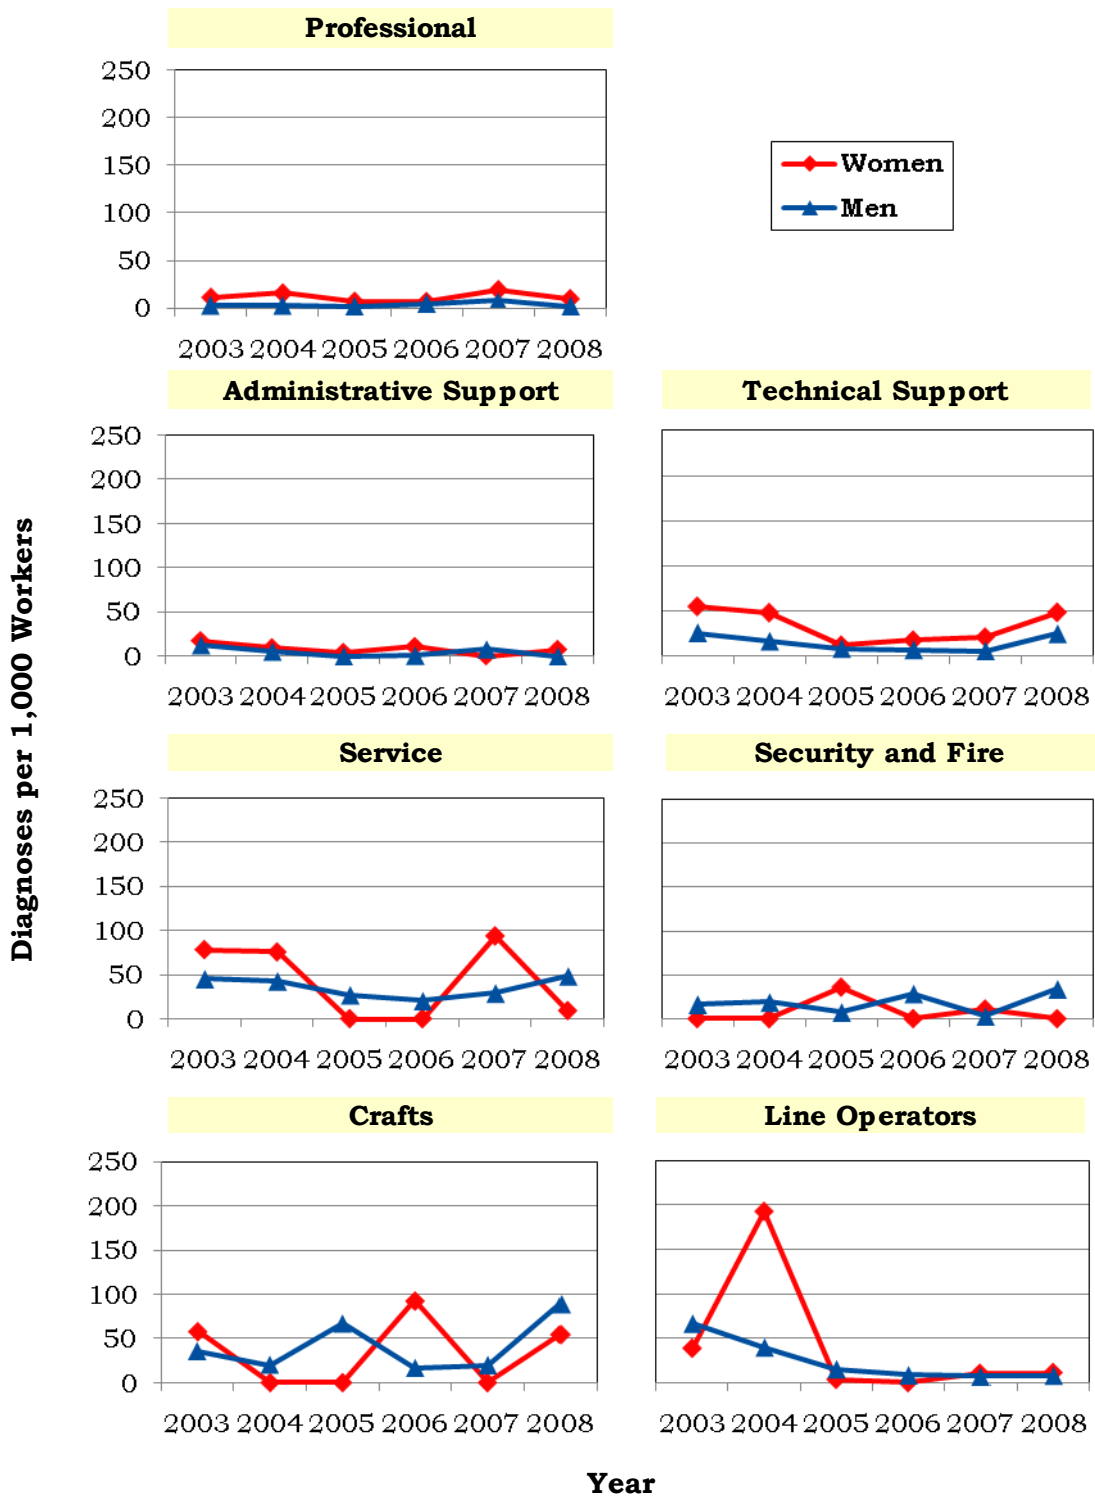 Professional
250
200
150
100
50
0
2003 2004 2005 2006 2007 2008
Women
Men
Diagnoses per 1,000 Workers
Administrative Support
250
200
150
100
50
0
2003 2004 2005 2006 2007 2008
Technical Support
2003 2004 2005 2006 2007 2008
Service
250
200
150
100
50
0
2003 2004 2005 2006 2007 2008
Security and Fire
2003 2004 2005 2006 2007 2008
Crafts
250
200
150
100
50
0
2003 2004 2005 2006 2007 2008
Line Operators
2003 2004 2005 2006 2007 2008
Year